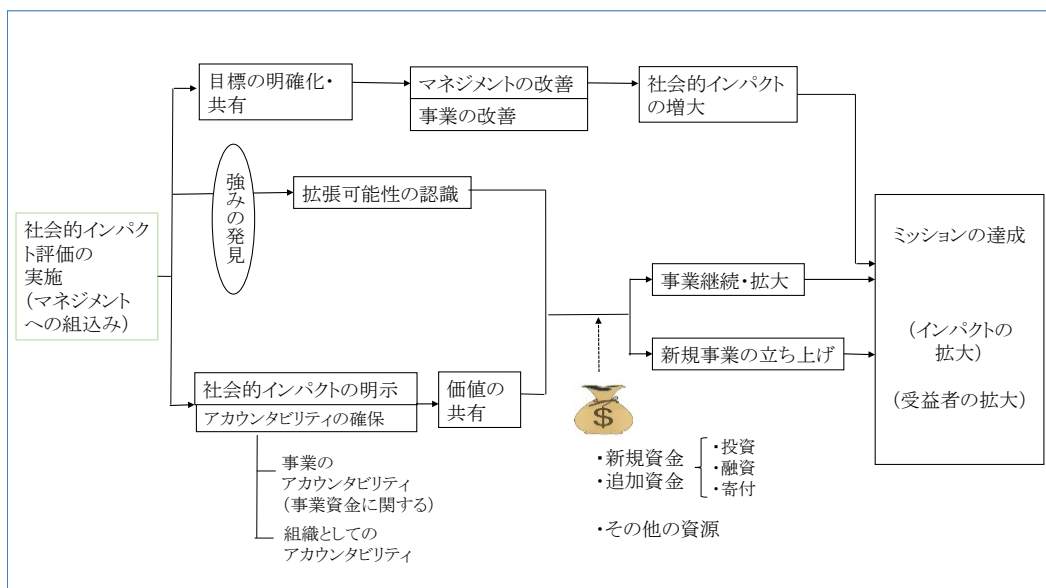 目標の明確化・
共有
マネジメントの改善
事業の改善
社会的インパクト
の増大
強みの発見
拡張可能性の認識
社会的インパク
ト評価の
実施
(マネジメント
への組込み)
ミッションの達成
(インパクトの
拡大)
(受益者の拡大)
事業継続・拡大
新規事業の立ち上げ
社会的インパクトの明示
アカウンタビリティの確保
価値の
共有
$
・新規資金
・追加資金
・投資
・融資
・寄付
・その他の資源
事業の
アカウンタビリティ
(事業資金に関する)
組織としての
アカウンタビリティ